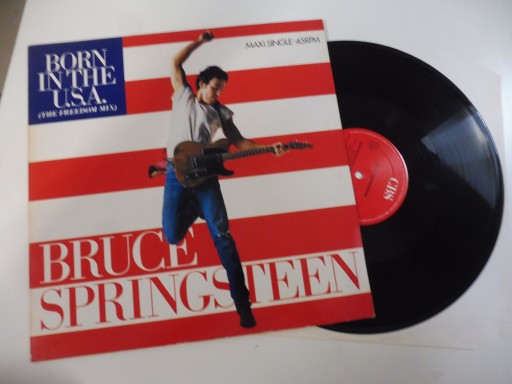 BORN
IN THE
U.S.A.
(THE FREEDOM MIX)
MAXI SINGLE 45RPM
BRUCE
SPRINGSTEEN
CBS